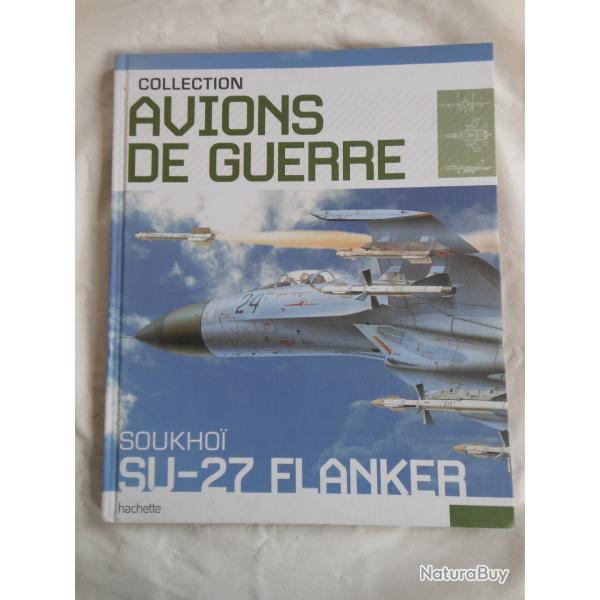 COLLECTION
AVIONS
DE GUERRE
24
SOUKHOÏ
SU-27 FLANKER
hachette
NaturaBuy